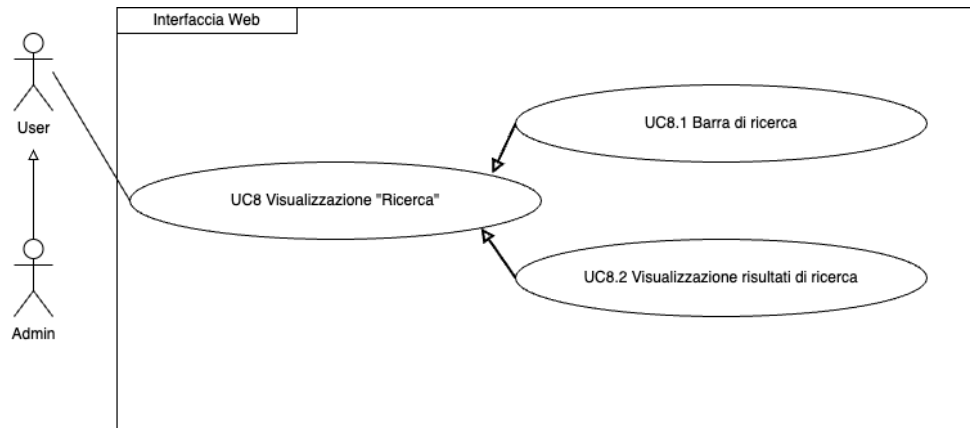 Interfaccia Web
User
UC8.1 Barra di ricerca
UC8 Visualizzazione "Ricerca"
UC8.2 Visualizzazione risultati di ricerca
Admin